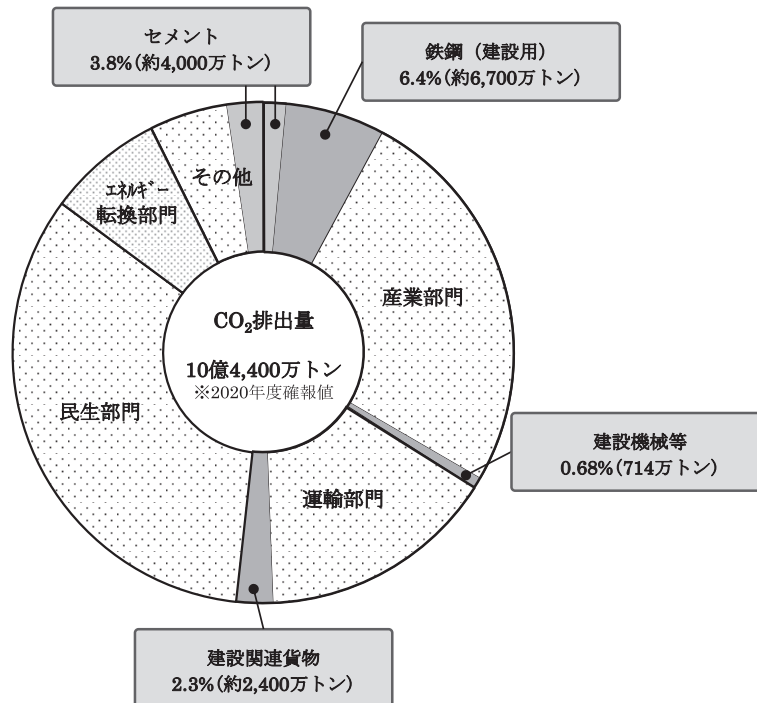 セメント
3.8%(約4,000万トン)
鉄鋼（建設用）
6.4%(約6,700万トン)
その他
エネルギー
転換部門
産業部門
CO₂排出量
10億4,400万トン
※2020年度確報値
民生部門
建設機械等
0.68%(714万トン)
運輸部門
建設関連貨物
2.3%(約2,400万トン)